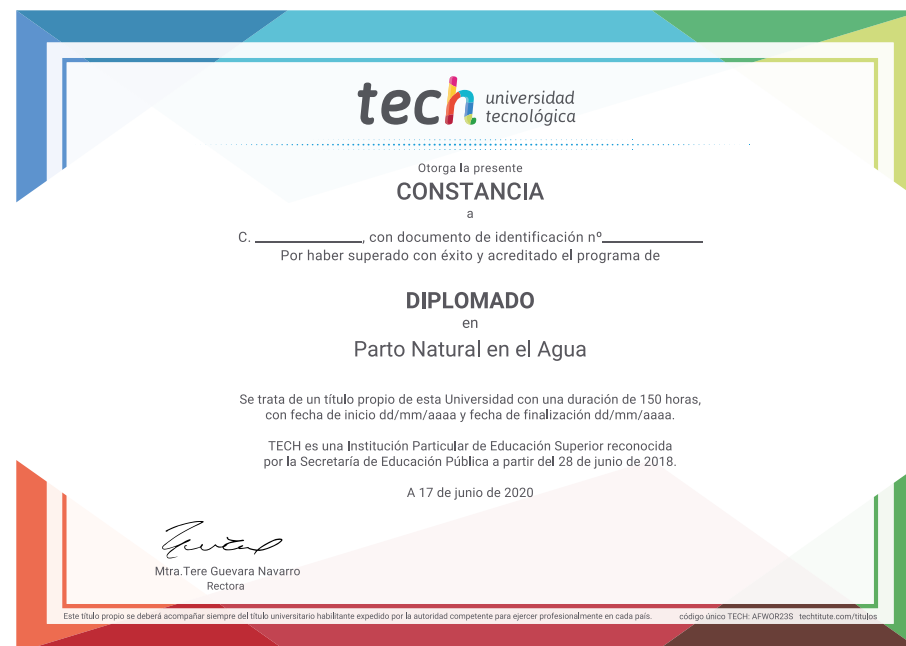 tech universidad
tecnológica
Otorga la presente
CONSTANCIA
a
C. ____________, con documento de identificación nº____________
Por haber superado con éxito y acreditado el programa de
DIPLOMADO
en
Parto Natural en el Agua
Se trata de un título propio de esta Universidad con una duración de 150 horas,
con fecha de inicio dd/mm/aaaa y fecha de finalización dd/mm/aaaa.
TECH es una Institución Particular de Educación Superior reconocida
por la Secretaría de Educación Pública a partir del 28 de junio de 2018.
A 17 de junio de 2020
Mtra.Tere Guevara Navarro
Rectora
Este título propio se deberá acompañar siempre del título universitario habilitante expedido por la autoridad competente para ejercer profesionalmente en cada país. código único TECH: AFWOR23S techtitute.com/titulos